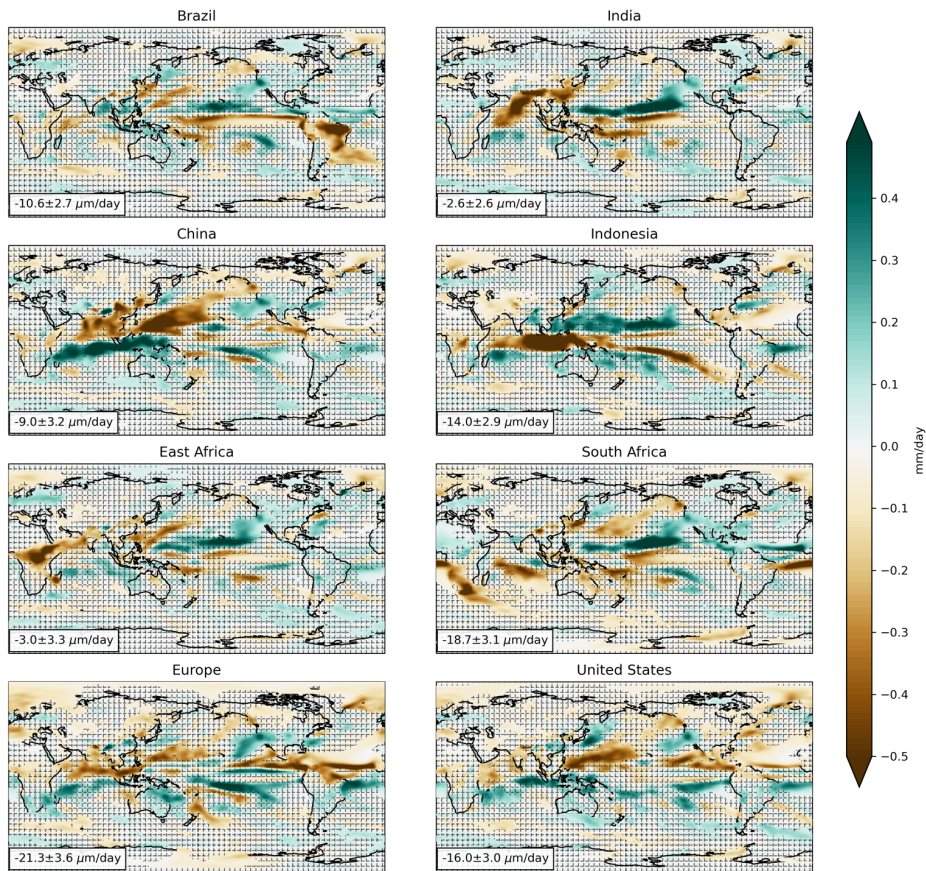 Brazil
-10.6±2.7 μm/day
India
-2.6±2.6 μm/day
China
-9.0±3.2 μm/day
Indonesia
-14.0±2.9 μm/day
East Africa
-3.0±3.3 μm/day
South Africa
-18.7±3.1 μm/day
Europe
-21.3±3.6 μm/day
United States
-16.0±3.0 μm/day
0.4
0.3
0.2
0.1
0.0
−0.1
−0.2
−0.3
−0.4
−0.5
mm/day